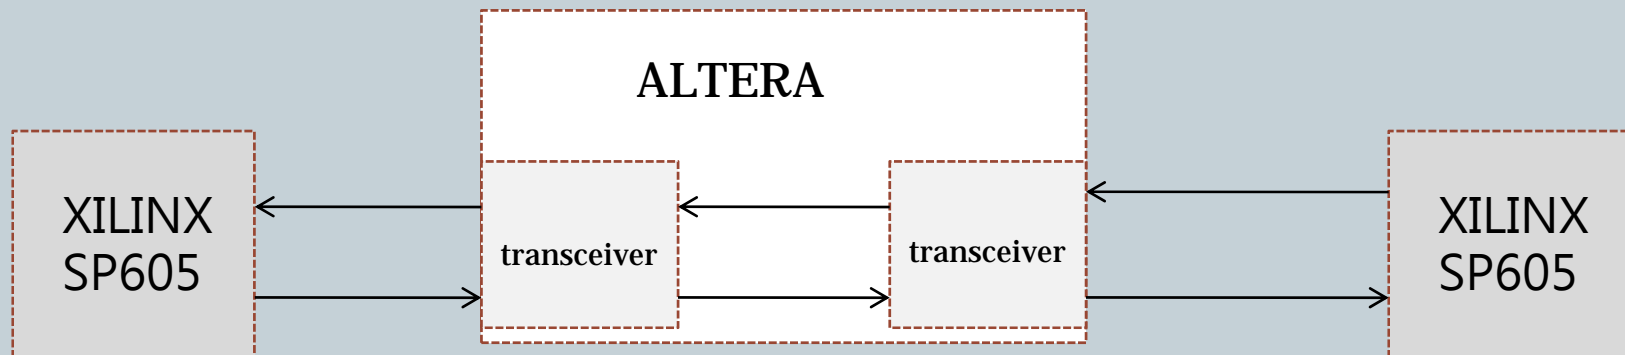 ALTERA
XILINX
SP605
transceiver
transceiver
XILINX
SP605